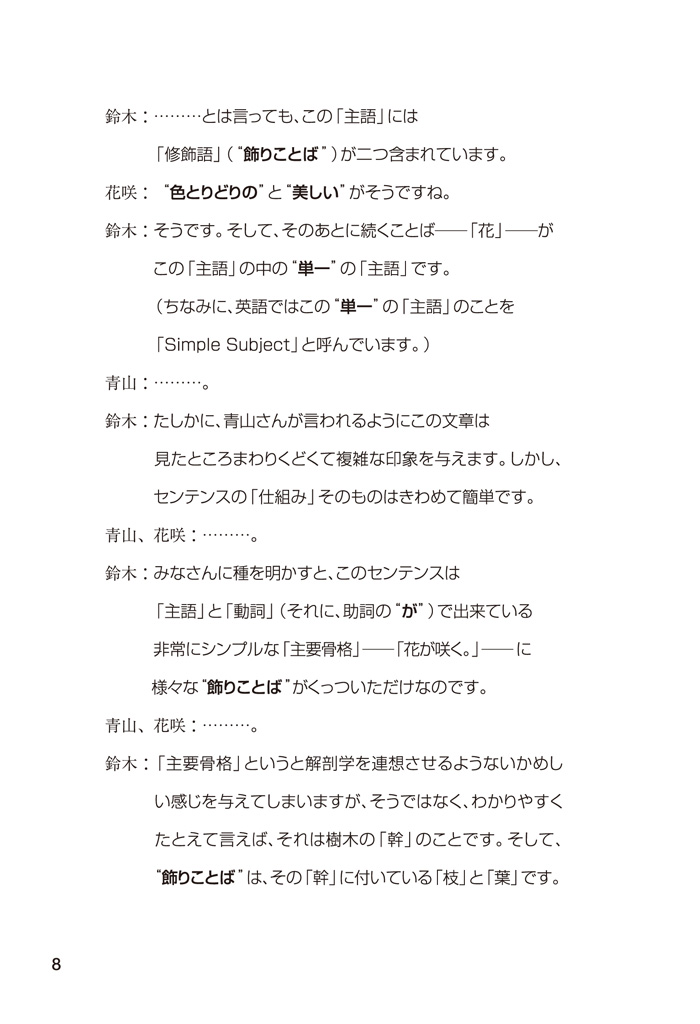 鈴木：………とは言っても、この「主語」には
「修飾語」（“飾りことば”）が二つ含まれています。
花咲：“色とりどりの”と“美しい”がそうですね。
鈴木：そうです。そして、そのあとに続くことば──「花」──が
この「主語」の中の“単一”の「主語」です。
（ちなみに、英語ではこの“単一”の「主語」のことを
「Simple Subject」と呼んでいます。）
青山：………。
鈴木：たしかに、青山さんが言われるようにこの文章は
見たところまわりくどくて複雑な印象を与えます。しかし、
センテンスの「仕組み」そのものはきわめて簡単です。
青山、花咲：………。
鈴木：みなさんに種を明かすと、このセンテンスは
「主語」と「動詞」（それに、助詞の“が”）で出来ている
非常にシンプルな「主要骨格」──「花が咲く。」──に
様々な“飾りことば”がくっついただけなのです。
青山、花咲：………。
鈴木：「主要骨格」というと解剖学を連想させるようないかめし
い感じを与えてしまいますが、そうではなく、わかりやすく
たとえて言えば、それは樹木の「幹」のことです。そして、
“飾りことば”は、その「幹」に付いている「枝」と「葉」です。
8